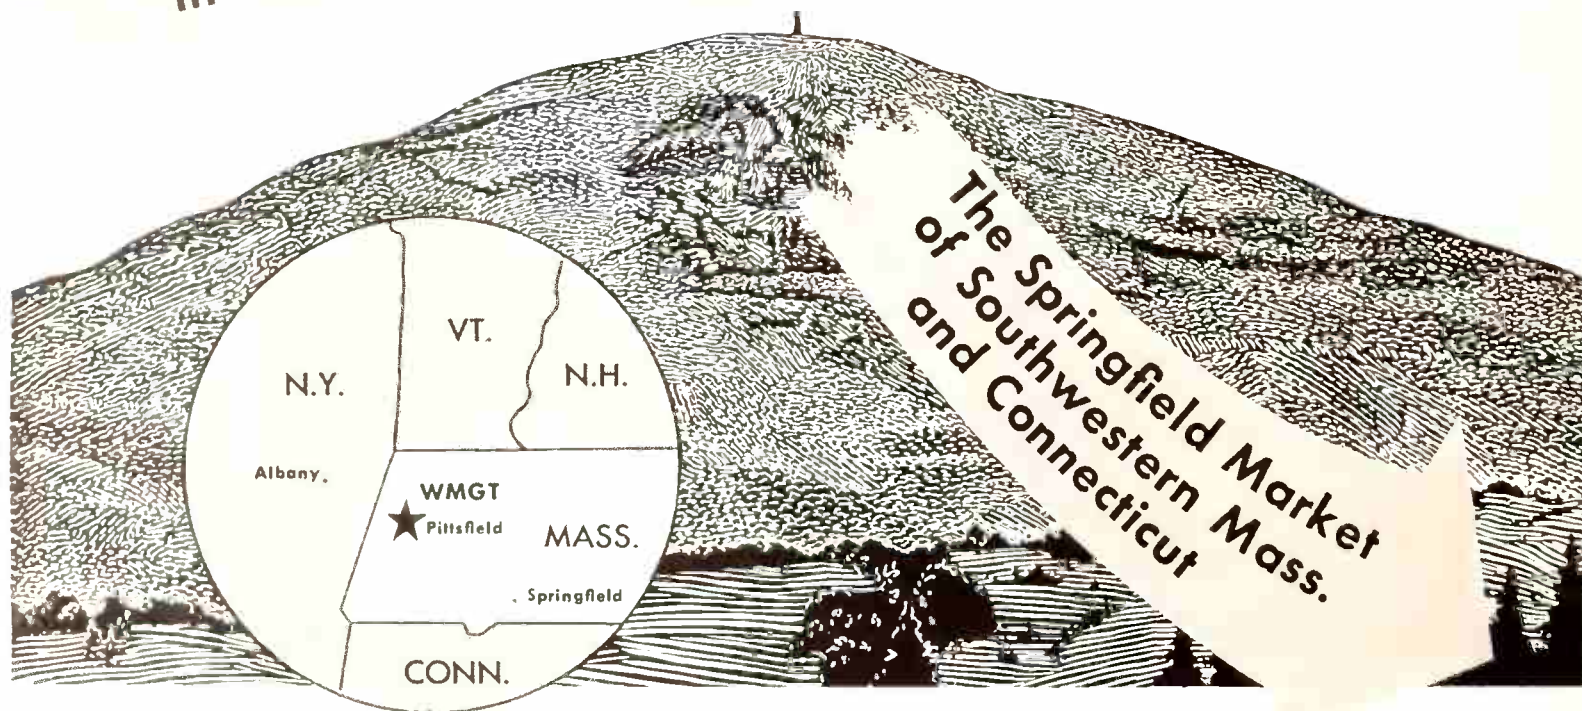 VT.
N.Y.
N.H.
Albany.
WMGT
Pittsfield
MASS.
Springfield
CONN.
The Springfield Market
of Southwestern Mass.
and Connecticut